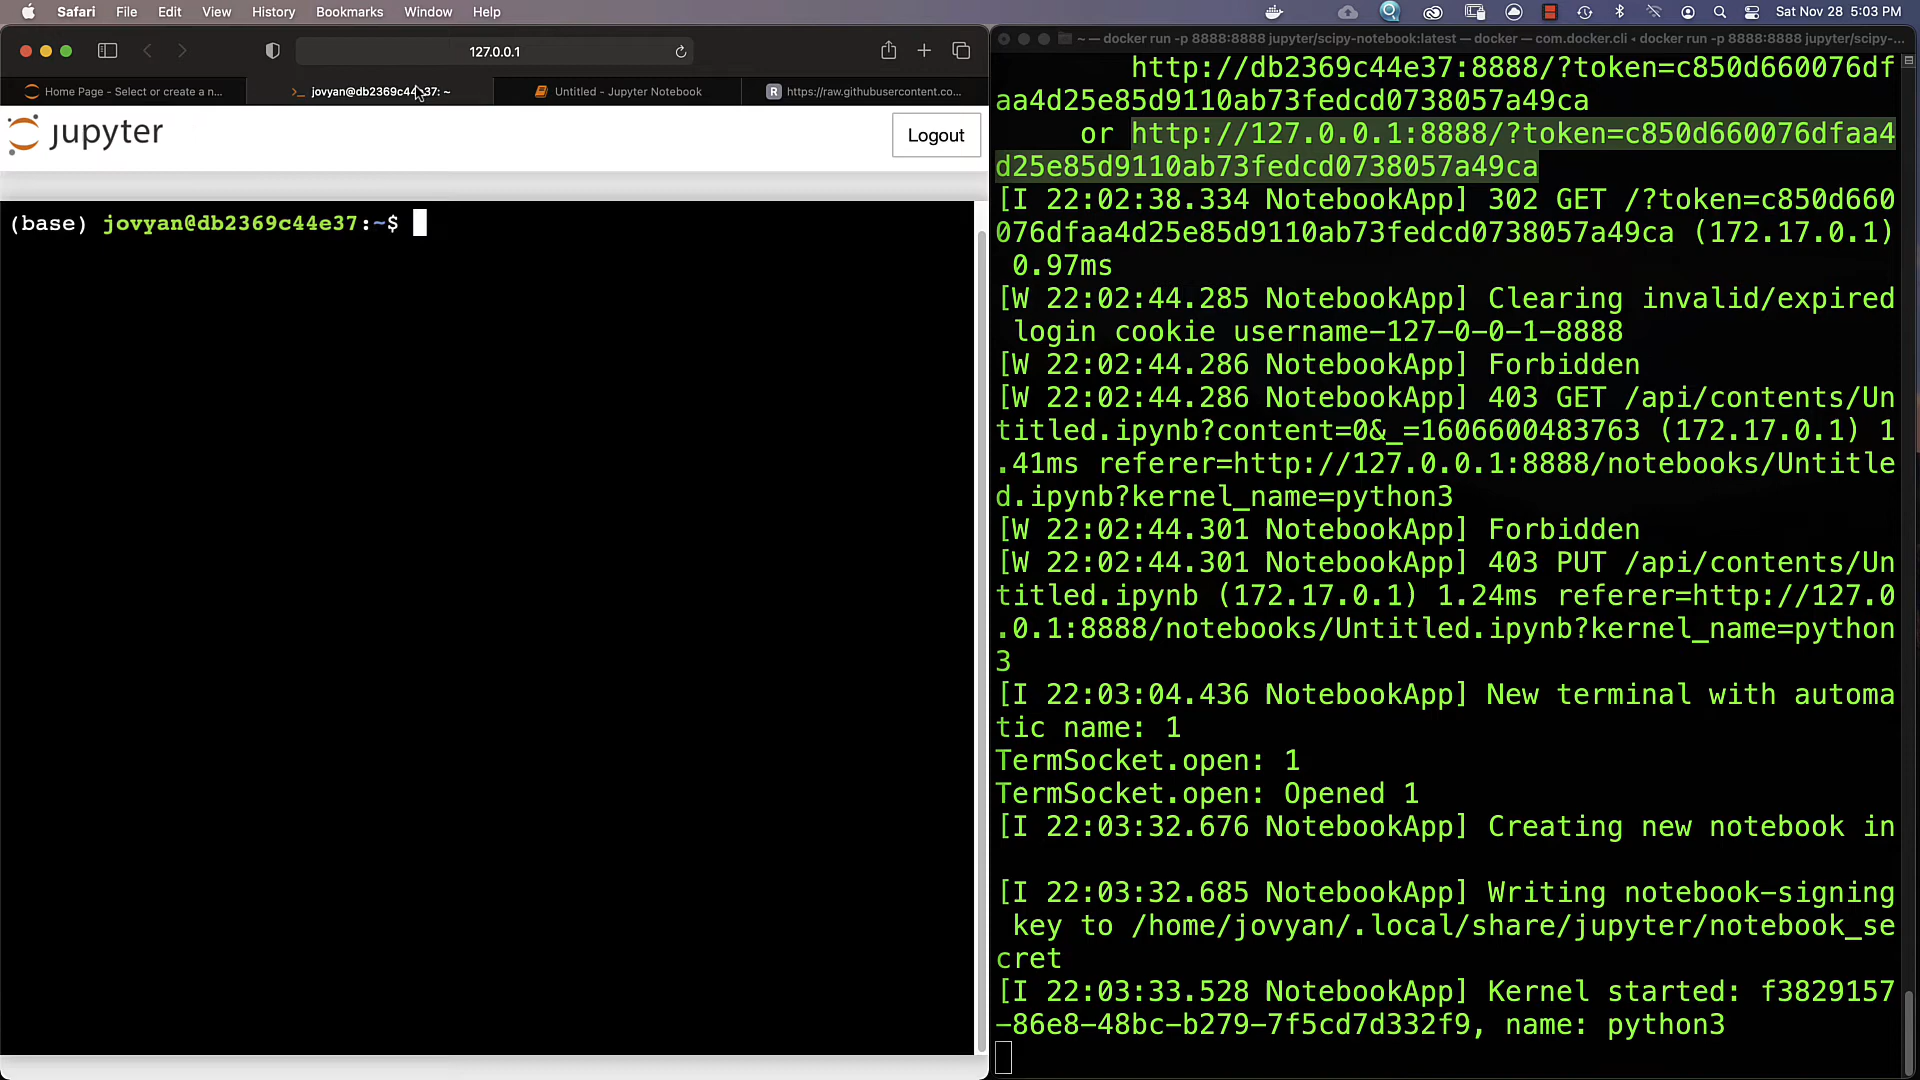 Safari File Edit View History Bookmarks Window Help
Sat Nov 28 5:03 PM
127.0.0.1
Home Page - Select or create a n...
jovyan@db2369c44e37: ~
Untitled - Jupyter Notebook
R https://raw.githubusercontent.co...
jupyter
Logout
(base) jovyan@db2369c44e37:~$
~ — docker run -p 8888:8888 jupyter/scipy-notebook:latest — docker — com.docker.cli ◂ docker run -p 8888:8888 jupyter/scipy-...
http://db2369c44e37:8888/?token=c850d660076df
aa4d25e85d9110ab73fedcd0738057a49ca
or http://127.0.0.1:8888/?token=c850d660076dfaa4
d25e85d9110ab73fedcd0738057a49ca
[I 22:02:38.334 NotebookApp] 302 GET /?token=c850d660
076dfaa4d25e85d9110ab73fedcd0738057a49ca (172.17.0.1)
0.97ms
[W 22:02:44.285 NotebookApp] Clearing invalid/expired
login cookie username-127-0-0-1-8888
[W 22:02:44.286 NotebookApp] Forbidden
[W 22:02:44.286 NotebookApp] 403 GET /api/contents/Un
titled.ipynb?content=0&_=1606600483763 (172.17.0.1) 1
.41ms referer=http://127.0.0.1:8888/notebooks/Untitle
d.ipynb?kernel_name=python3
[W 22:02:44.301 NotebookApp] Forbidden
[W 22:02:44.301 NotebookApp] 403 PUT /api/contents/Un
titled.ipynb (172.17.0.1) 1.24ms referer=http://127.0
.0.1:8888/notebooks/Untitled.ipynb?kernel_name=python
3
[I 22:03:04.436 NotebookApp] New terminal with automa
tic name: 1
TermSocket.open: 1
TermSocket.open: Opened 1
[I 22:03:32.676 NotebookApp] Creating new notebook in
[I 22:03:32.685 NotebookApp] Writing notebook-signing
key to /home/jovyan/.local/share/jupyter/notebook_se
cret
[I 22:03:33.528 NotebookApp] Kernel started: f3829157
-86e8-48bc-b279-7f5cd7d332f9, name: python3